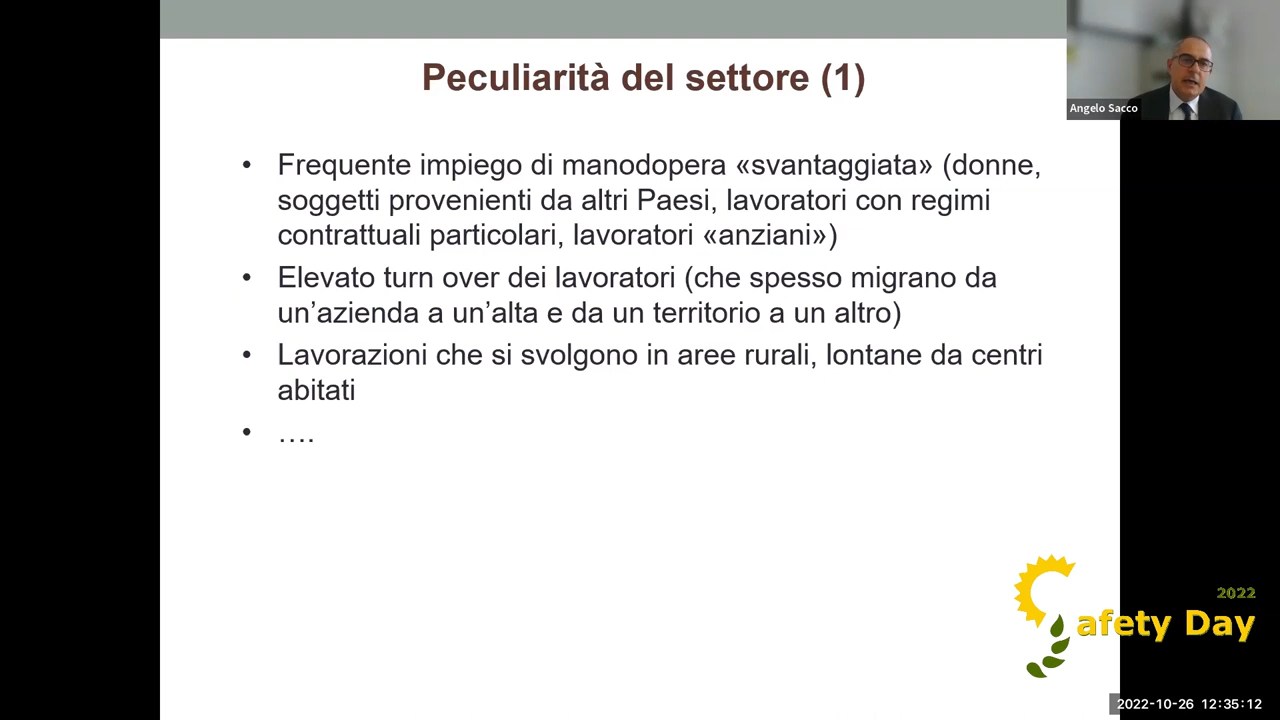 Peculiarità del settore (1)
Angelo Sacco
• Frequente impiego di manodopera «svantaggiata» (donne,
soggetti provenienti da altri Paesi, lavoratori con regimi
contrattuali particolari, lavoratori «anziani»)
• Elevato turn over dei lavoratori (che spesso migrano da
un’azienda a un’alta e da un territorio a un altro)
• Lavorazioni che si svolgono in aree rurali, lontane da centri
abitati
• ….
2022
Safety Day
2022-10-26 12:35:12